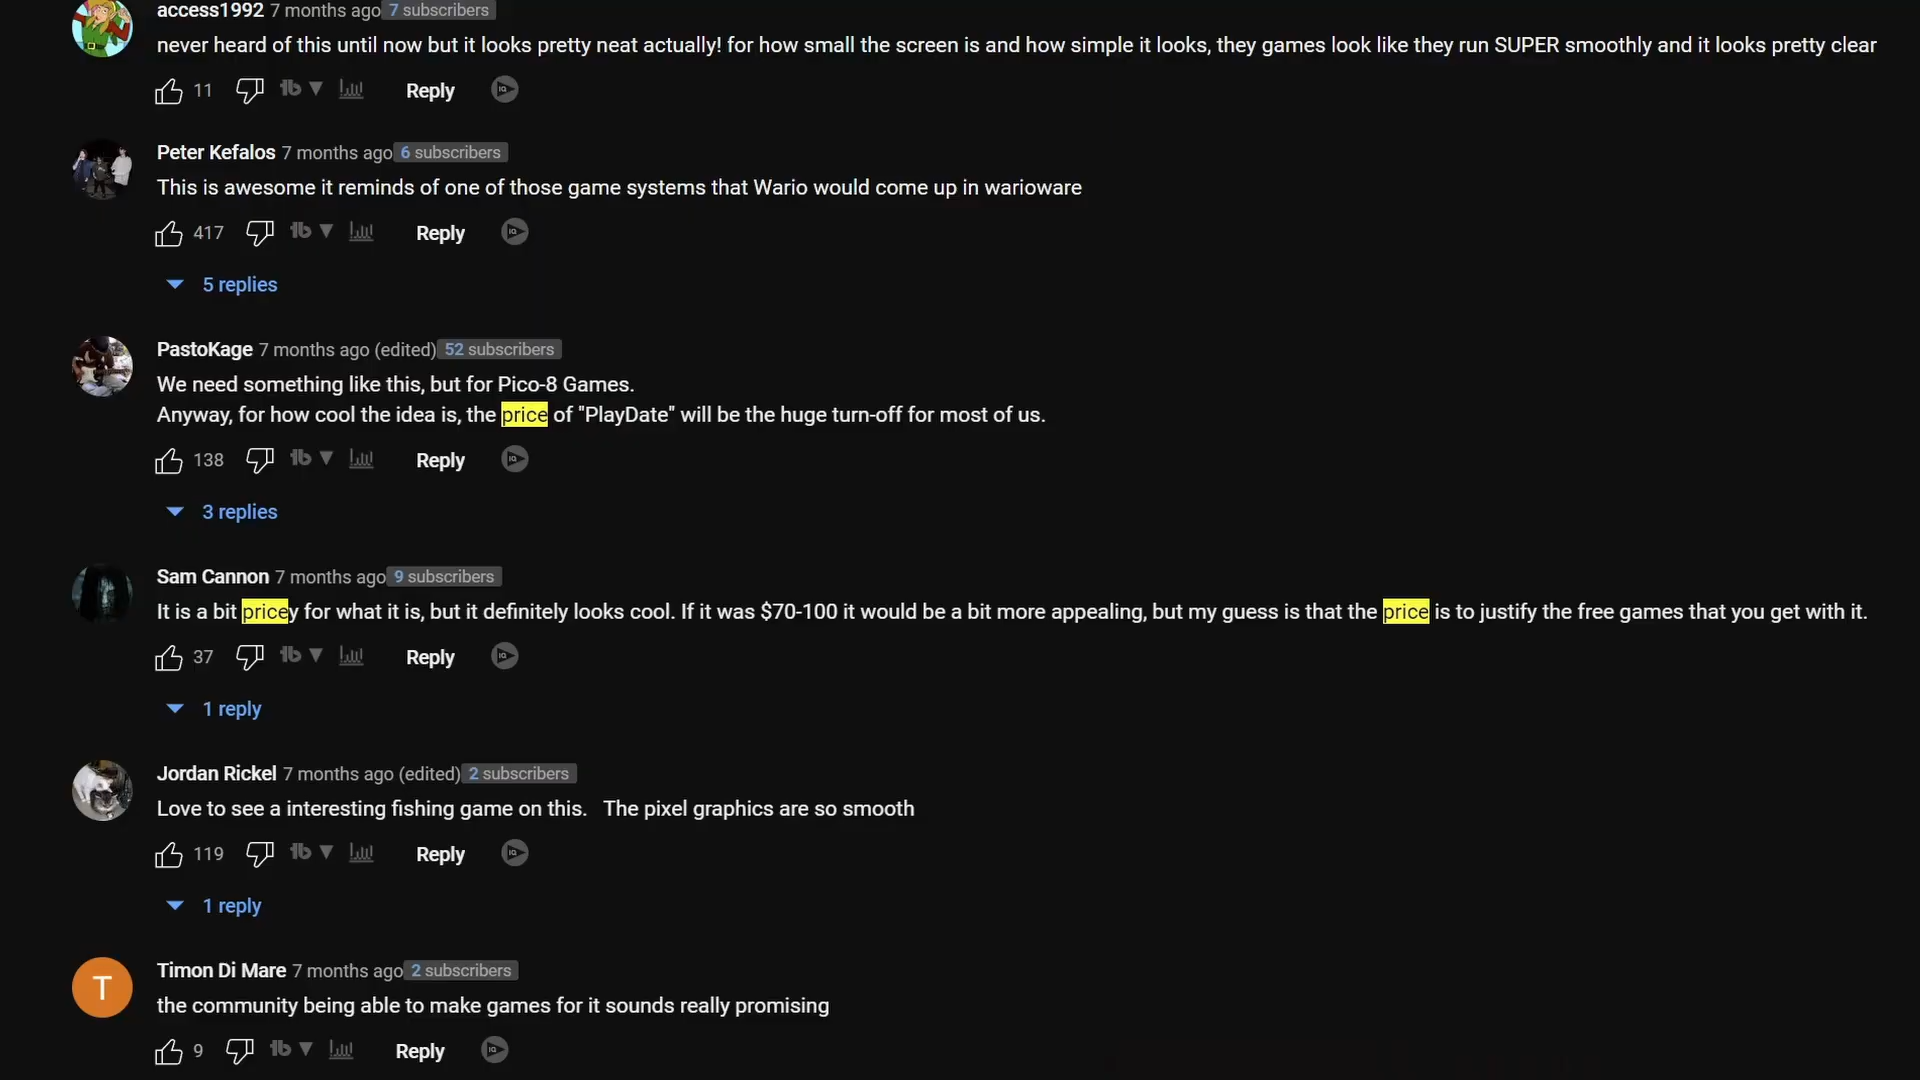 access1992 7 months ago 7 subscribers
never heard of this until now but it looks pretty neat actually! for how small the screen is and how simple it looks, they games look like they run SUPER smoothly and it looks pretty clear
11 Reply
Peter Kefalos 7 months ago 6 subscribers
This is awesome it reminds of one of those game systems that Wario would come up in warioware
417 Reply
5 replies
PastoKage 7 months ago (edited) 52 subscribers
We need something like this, but for Pico-8 Games.
Anyway, for how cool the idea is, the price of "PlayDate" will be the huge turn-off for most of us.
138 Reply
3 replies
Sam Cannon 7 months ago 9 subscribers
It is a bit pricey for what it is, but it definitely looks cool. If it was $70-100 it would be a bit more appealing, but my guess is that the price is to justify the free games that you get with it.
37 Reply
1 reply
Jordan Rickel 7 months ago (edited) 2 subscribers
Love to see a interesting fishing game on this. The pixel graphics are so smooth
119 Reply
1 reply
T
Timon Di Mare 7 months ago 2 subscribers
the community being able to make games for it sounds really promising
9 Reply